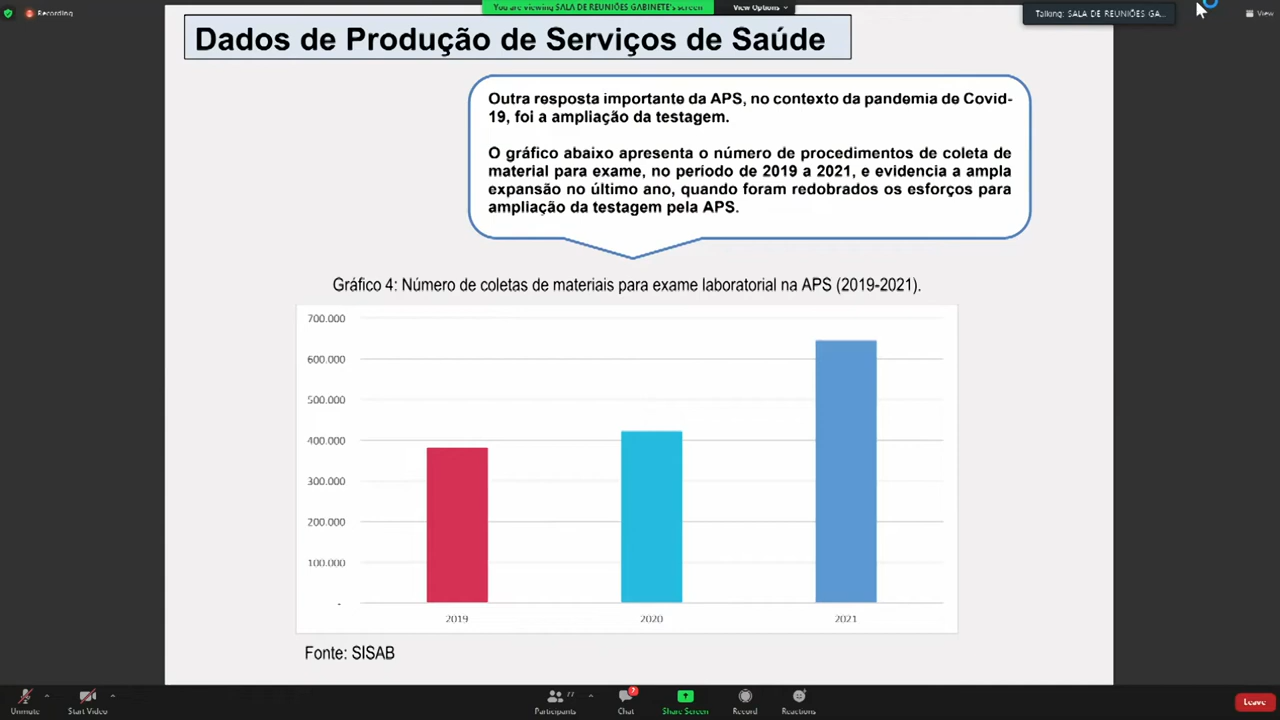 Recording
You are viewing SALA DE REUNIÕES GABINETE's screen
View Options
Talking: SALA DE REUNIÕES GA...
View
Dados de Produção de Serviços de Saúde
Outra resposta importante da APS, no contexto da pandemia de Covid-
19, foi a ampliação da testagem.
O gráfico abaixo apresenta o número de procedimentos de coleta de
material para exame, no período de 2019 a 2021, e evidencia a ampla
expansão no último ano, quando foram redobrados os esforços para
ampliação da testagem pela APS.
Gráfico 4: Número de coletas de materiais para exame laboratorial na APS (2019-2021).
700.000
600.000
500.000
400.000
300.000
200.000
100.000
-
2019
2020
2021
Fonte: SISAB
Unmute
Start Video
Participants
77
Chat
7
Share Screen
Record
Reactions
Leave